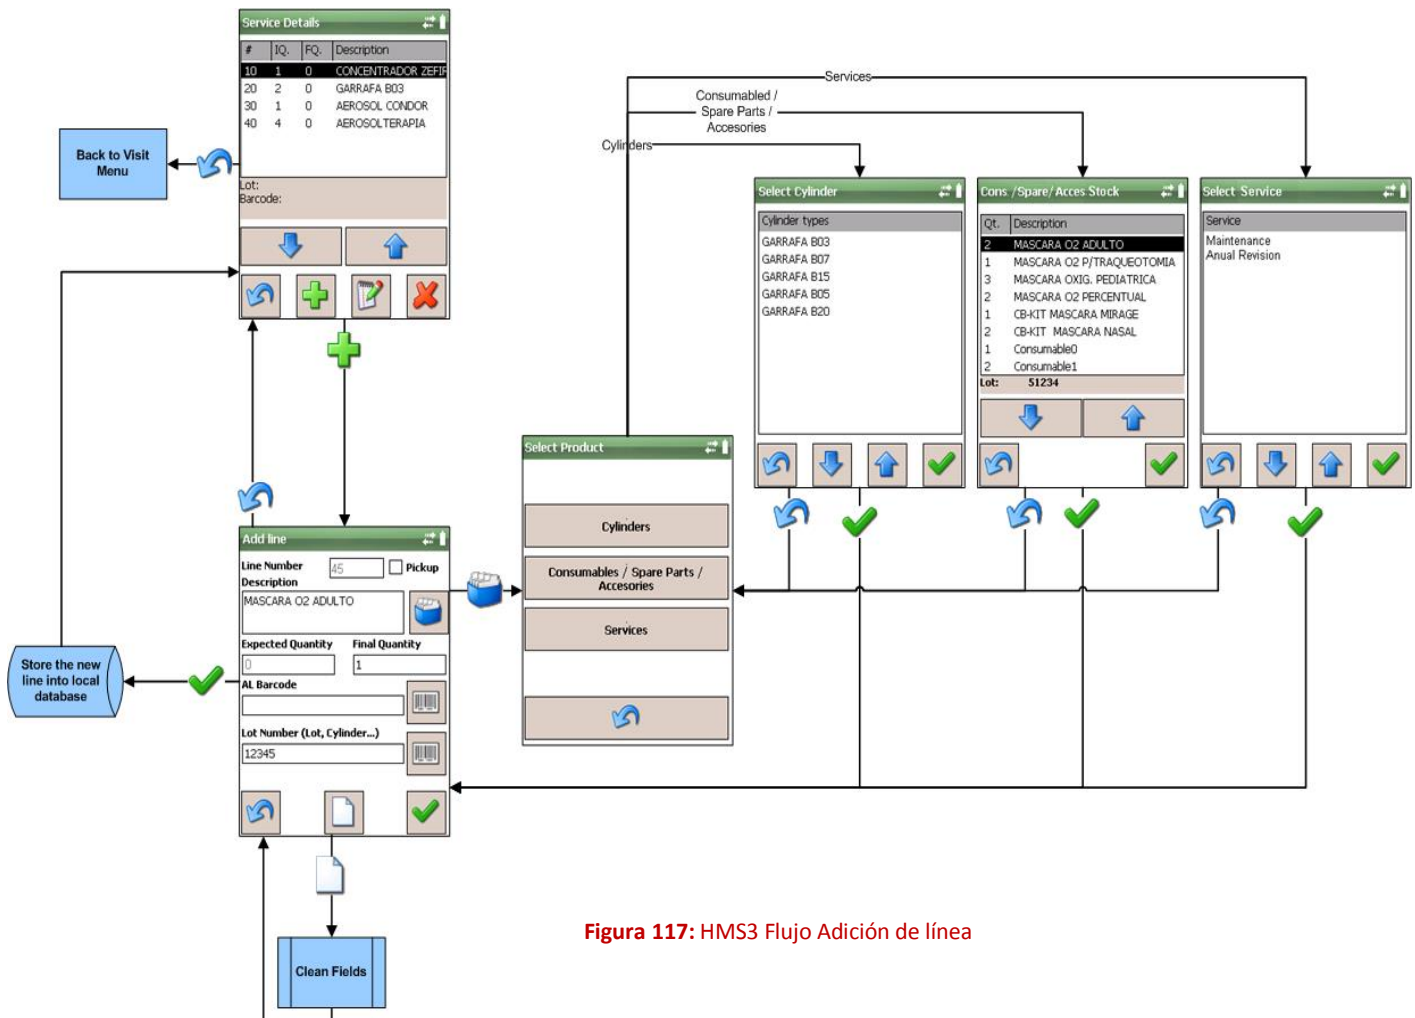 Service Details
# IQ. FQ. Description
10 1 0 CONCENTRADOR ZEFIR
20 2 0 GARRAFA B03
30 1 0 AEROSOL CONDOR
40 4 0 AEROSOLTERAPIA
Lot:
Barcode:
Back to Visit
Menu
Services
Consumabled /
Spare Parts /
Accesories
Cylinders
Select Cylinder
Cylinder types
GARRAFA B03
GARRAFA B07
GARRAFA B15
GARRAFA B05
GARRAFA B20
Cons./Spare/Acces Stock
Qt. Description
2 MASCARA O2 ADULTO
1 MASCARA O2 P/TRAQUEOTOMIA
3 MASCARA OXIG. PEDIATRICA
2 MASCARA O2 PERCENTUAL
1 CB-KIT MASCARA MIRAGE
2 CB-KIT MASCARA NASAL
1 Consumable0
2 Consumable1
Lot: 51234
Select Service
Service
Maintenance
Anual Revision
Select Product
Cylinders
Consumables / Spare Parts /
Accesories
Services
Add line
Line Number 45 Pickup
Description
MASCARA O2 ADULTO
Expected Quantity Final Quantity
0 1
AL Barcode
Lot Number (Lot, Cylinder...)
12345
Store the new
line into local
database
Clean Fields
Figura 117: HMS3 Flujo Adición de línea